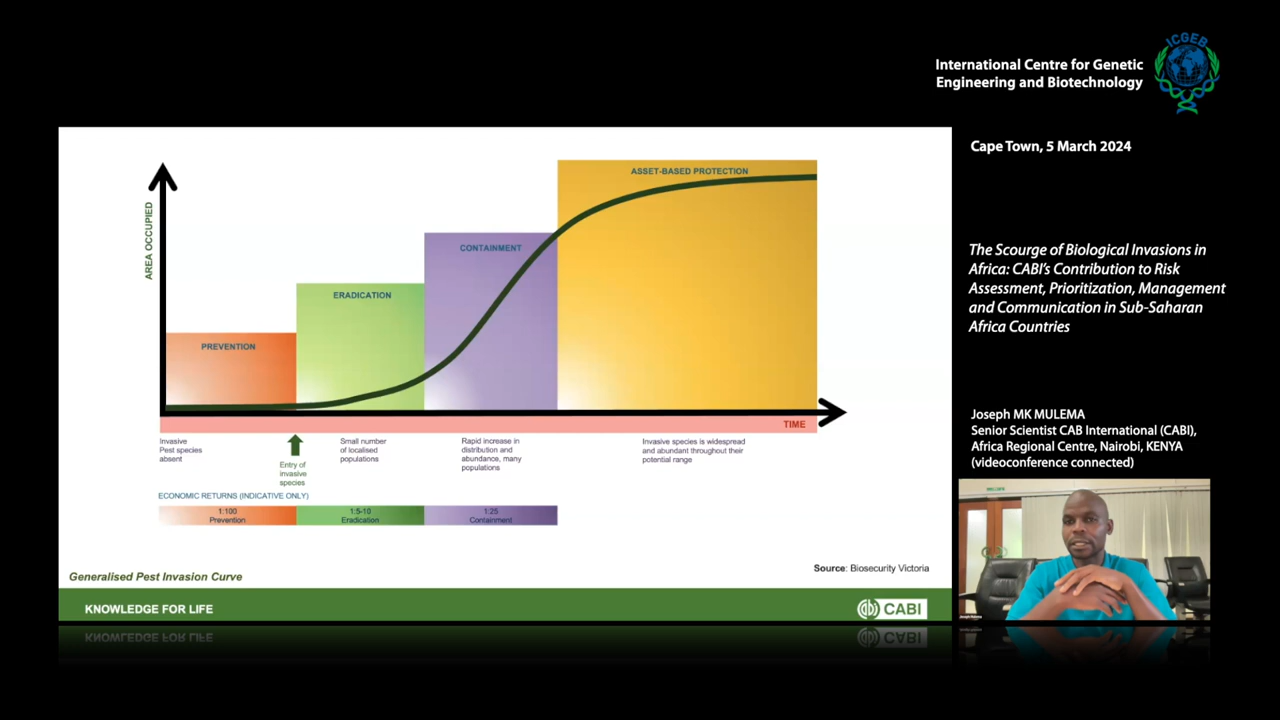 ICGEB
International Centre for Genetic
Engineering and Biotechnology
Cape Town, 5 March 2024
The Scourge of Biological Invasions in
Africa: CABI's Contribution to Risk
Assessment, Prioritization, Management
and Communication in Sub-Saharan
Africa Countries
Joseph MK MULEMA
Senior Scientist CAB International (CABI),
Africa Regional Centre, Nairobi, KENYA
(videoconference connected)
AREA OCCUPIED
PREVENTION
ERADICATION
CONTAINMENT
ASSET-BASED PROTECTION
TIME
Invasive
Pest species
absent
Entry of
invasive
species
Small number
of localised
populations
Rapid increase in
distribution and
abundance, many
populations
Invasive species is widespread
and abundant throughout their
potential range
ECONOMIC RETURNS (INDICATIVE ONLY)
1:100
Prevention
1:5-10
Eradication
1:25
Containment
Source: Biosecurity Victoria
Generalised Pest Invasion Curve
KNOWLEDGE FOR LIFE
CABI